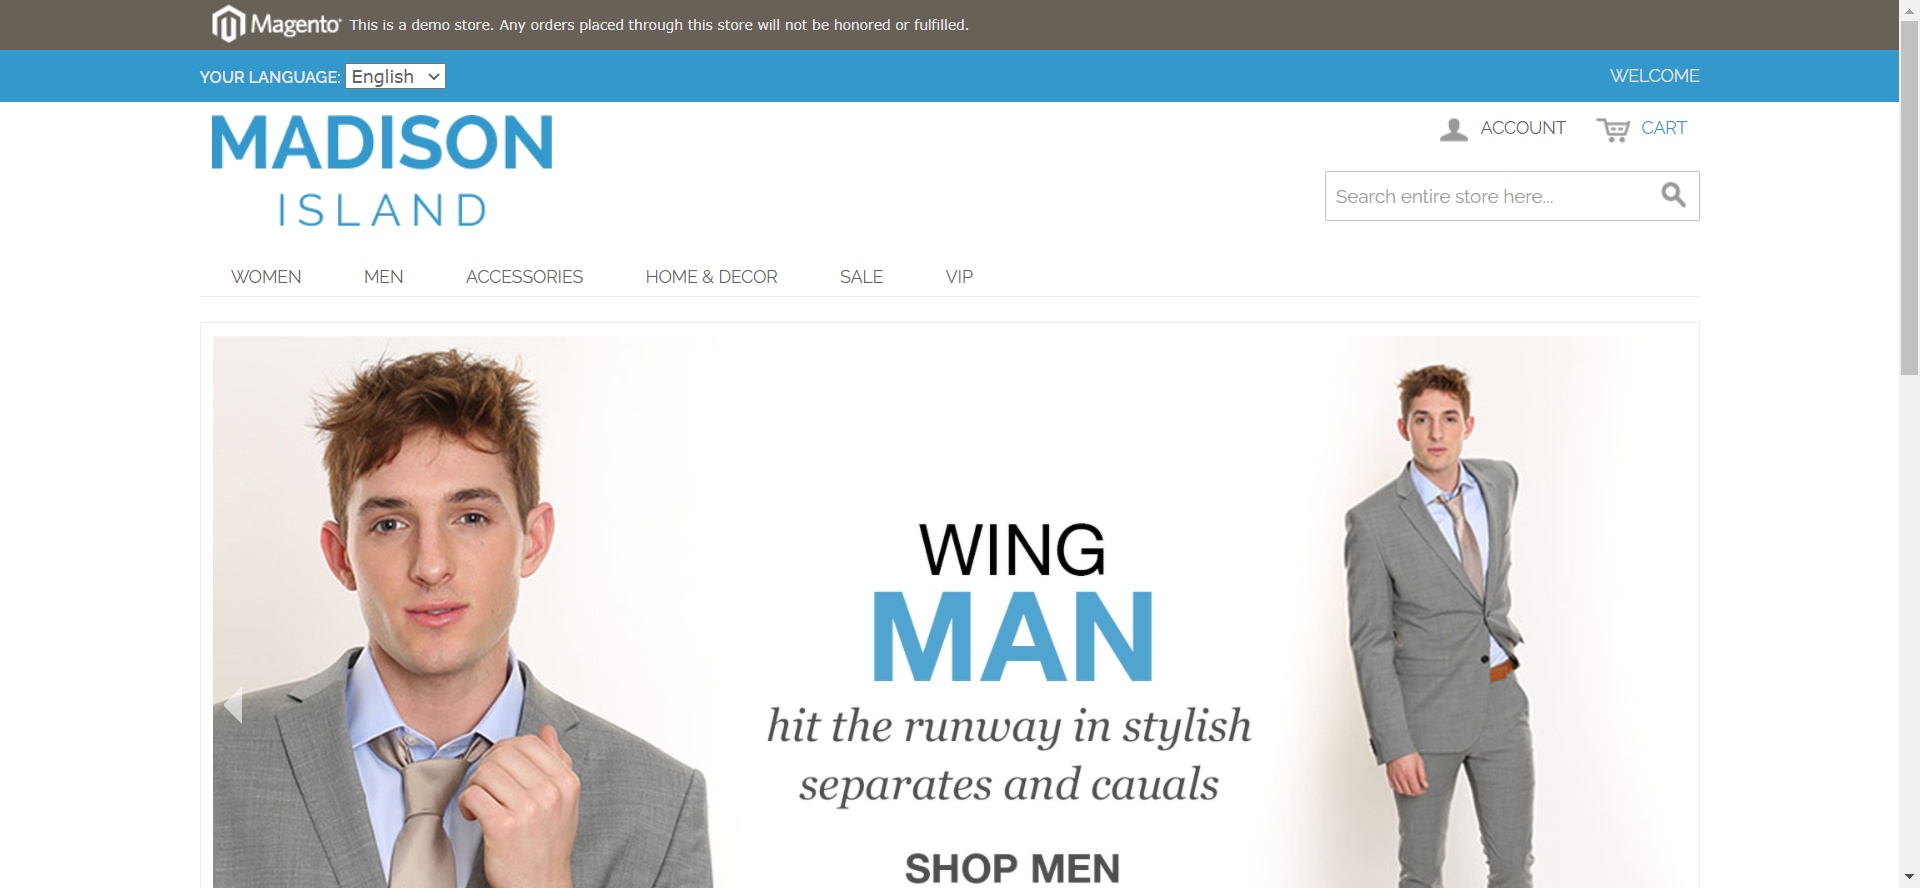 Magento This is a demo store. Any orders placed through this store will not be honored or fulfilled.
YOUR LANGUAGE: English
WELCOME
MADISON
ISLAND
ACCOUNT
CART
Search entire store here...
WOMEN
MEN
ACCESSORIES
HOME & DECOR
SALE
VIP
WING
MAN
hit the runway in stylish
separates and cauals
SHOP MEN